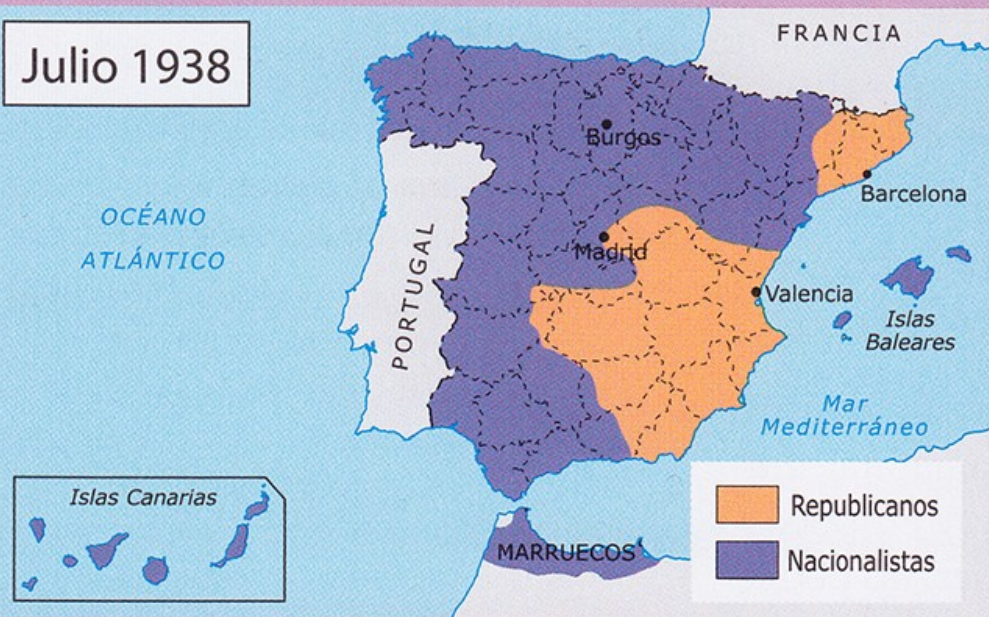 Julio 1938
FRANCIA
Burgos
Barcelona
OCÉANO
ATLÁNTICO
Madrid
PORTUGAL
Valencia
Islas
Baleares
Mar
Mediterráneo
Islas Canarias
MARRUECOS
Republicanos
Nacionalistas